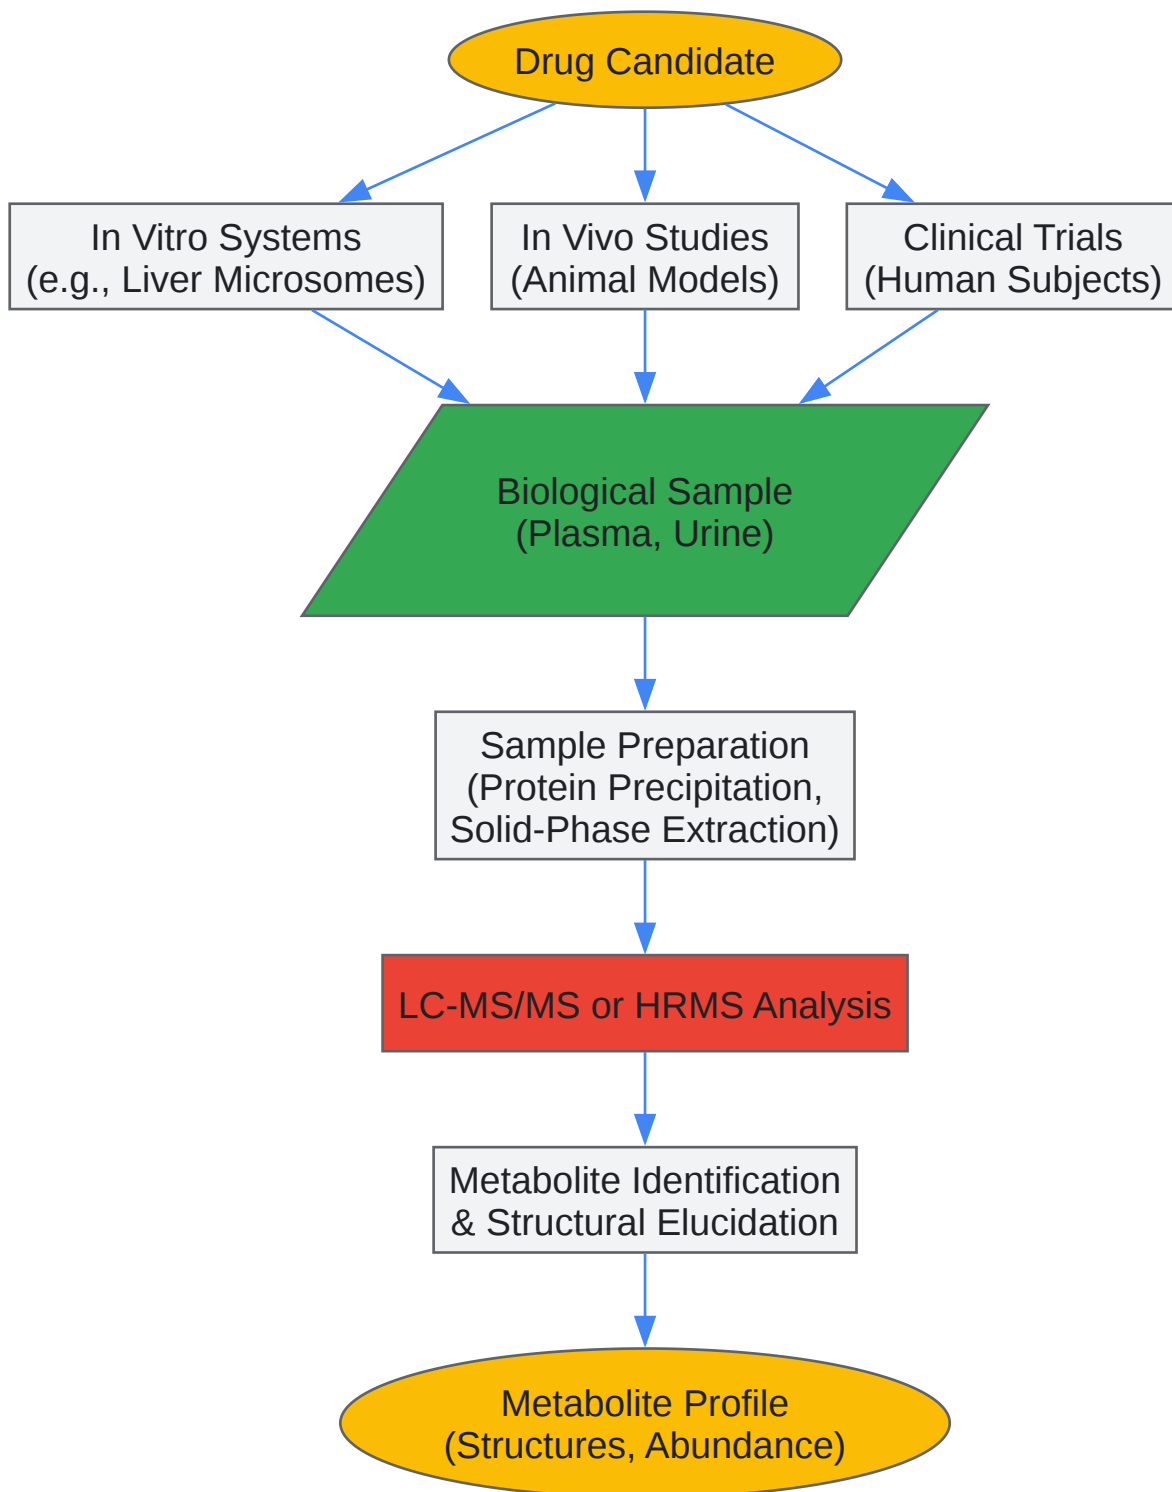 Drug Candidate
In Vitro Systems
(e.g., Liver Microsomes)
In Vivo Studies
(Animal Models)
Clinical Trials
(Human Subjects)
Biological Sample
(Plasma, Urine)
Sample Preparation
(Protein Precipitation,
Solid-Phase Extraction)
LC-MS/MS or HRMS Analysis
Metabolite Identification
& Structural Elucidation
Metabolite Profile
(Structures, Abundance)